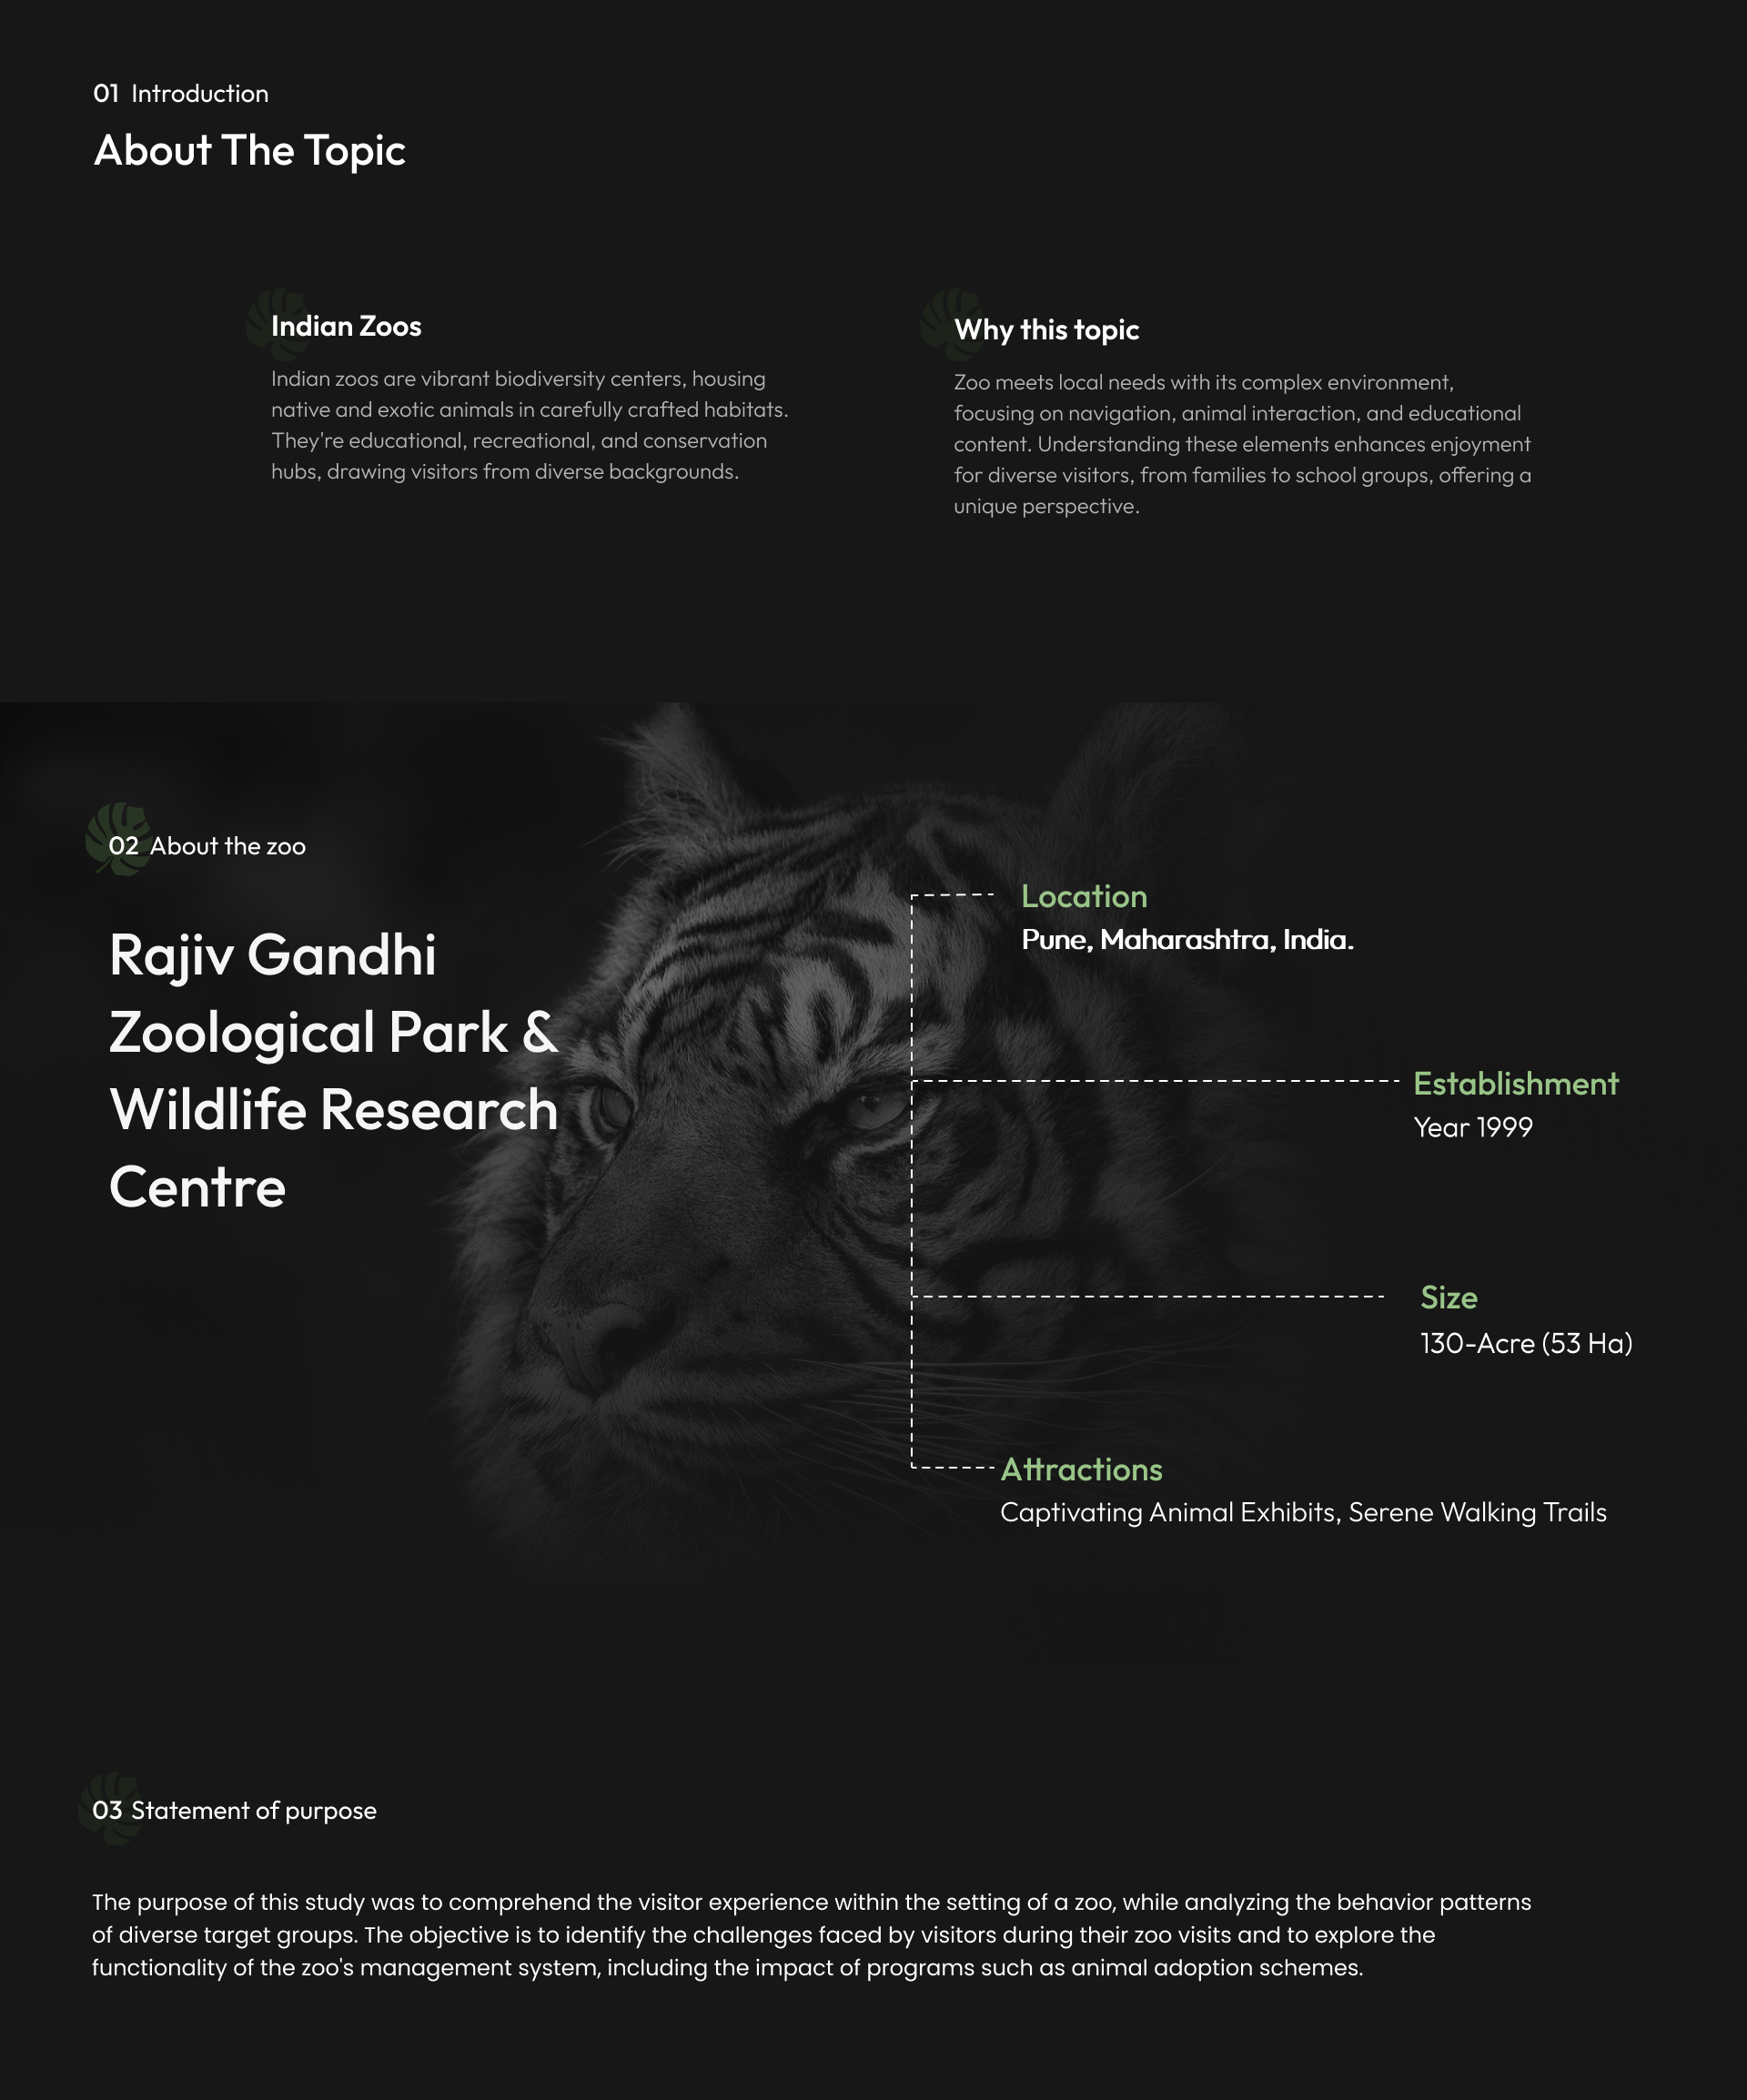 01 Introduction
About The Topic
Indian Zoos
Indian zoos are vibrant biodiversity centers, housing
native and exotic animals in carefully crafted habitats.
They're educational, recreational, and conservation
hubs, drawing visitors from diverse backgrounds.
Why this topic
Zoo meets local needs with its complex environment,
focusing on navigation, animal interaction, and educational
content. Understanding these elements enhances enjoyment
for diverse visitors, from families to school groups, offering a
unique perspective.
02 About the zoo
Rajiv Gandhi
Zoological Park &
Wildlife Research
Centre
Location
Pune, Maharashtra, India.
Establishment
Year 1999
Size
130-Acre (53 Ha)
Attractions
Captivating Animal Exhibits, Serene Walking Trails
03 Statement of purpose
The purpose of this study was to comprehend the visitor experience within the setting of a zoo, while analyzing the behavior patterns
of diverse target groups. The objective is to identify the challenges faced by visitors during their zoo visits and to explore the
functionality of the zoo's management system, including the impact of programs such as animal adoption schemes.